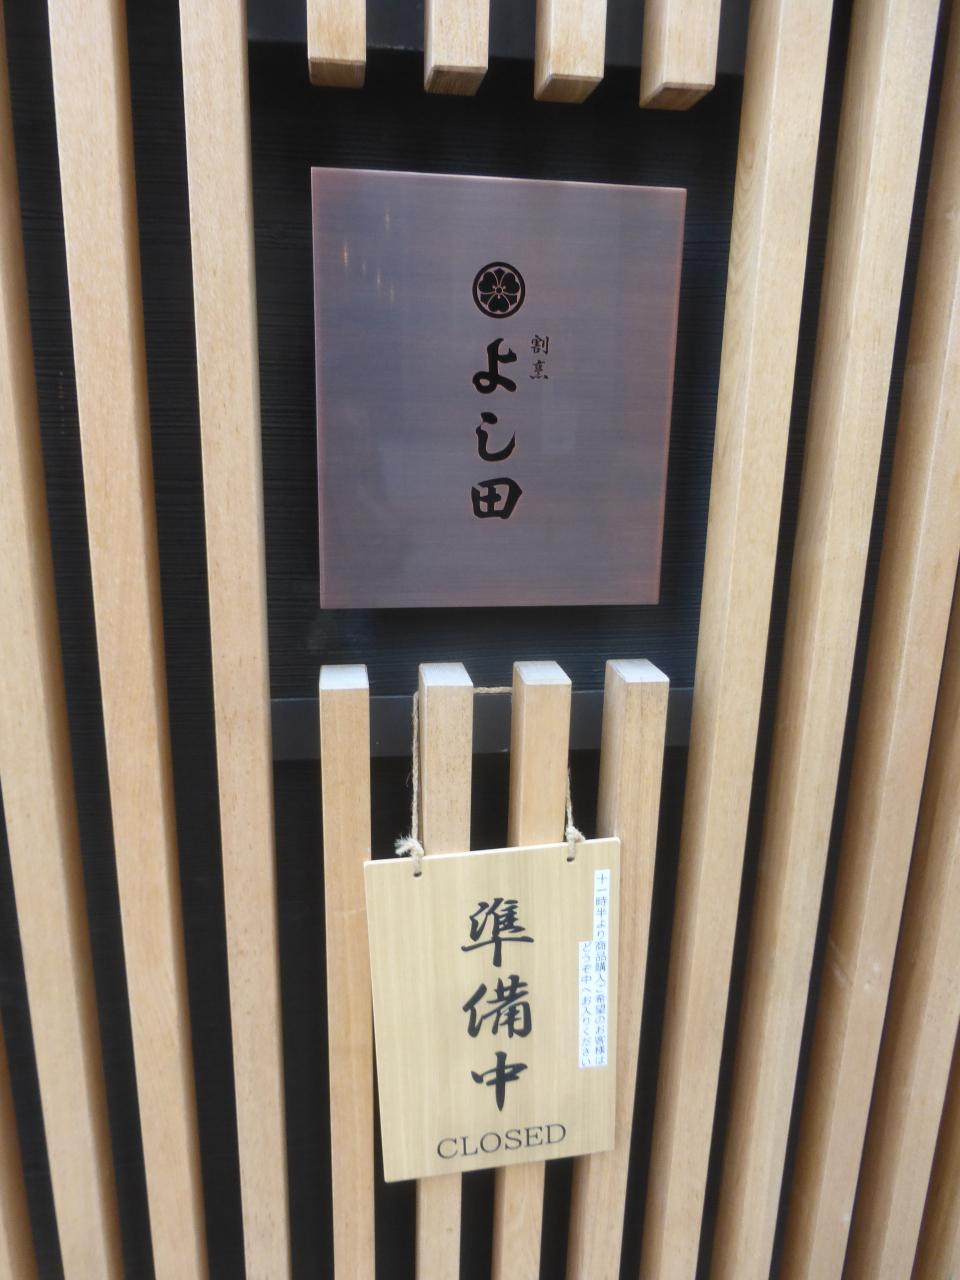 割烹
よし田
十一時半より商品購入ご希望のお客様は
どうぞ中へお入りください
準備中
CLOSED